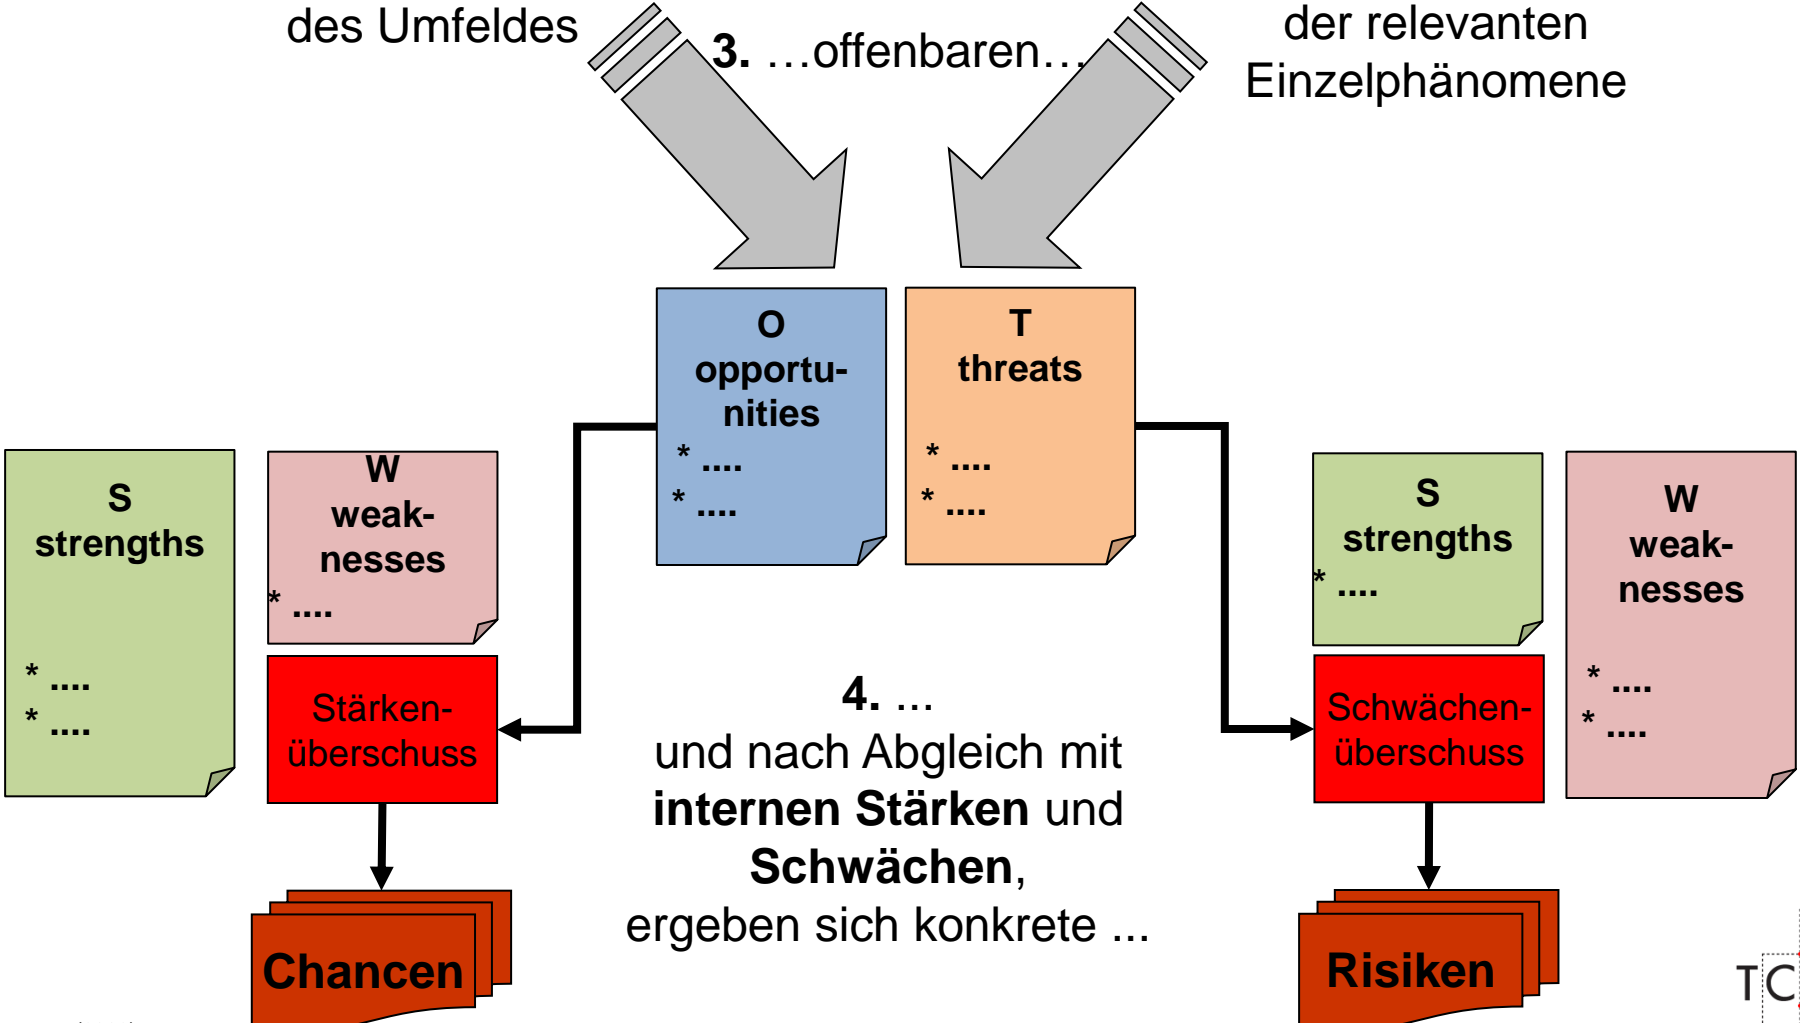 des Umfeldes
3. …offenbaren…
der relevanten
Einzelphänomene
O
opportu-
nities
* ....
* ....
T
threats
* ....
* ....
S
strengths
* ....
* ....
W
weak-
nesses
* ....
Stärken-
überschuss
4. ...
und nach Abgleich mit
internen Stärken und
Schwächen,
ergeben sich konkrete ...
S
strengths
* ....
Schwächen-
überschuss
W
weak-
nesses
* ....
* ....
Chancen
Risiken
TC